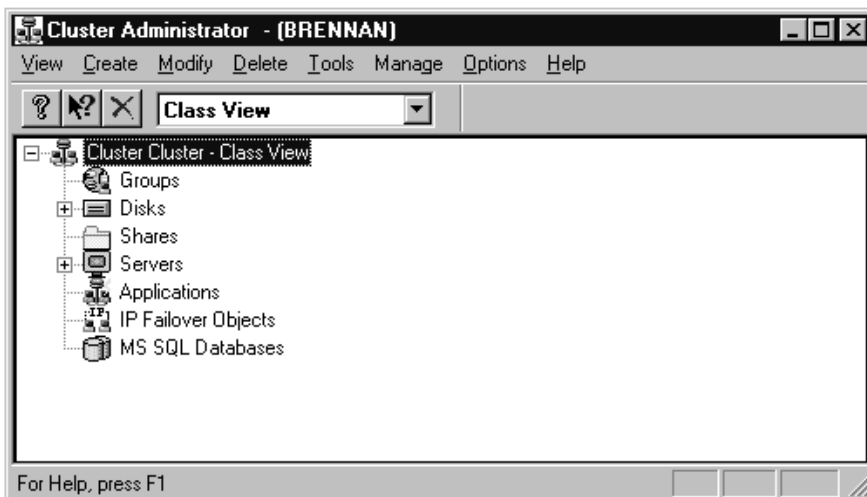 Cluster Administrator - (BRENNAN)
View Create Modify Delete Tools Manage Options Help
Class View
Cluster Cluster - Class View
Groups
Disks
Shares
Servers
Applications
IP IP Failover Objects
MS SQL Databases
For Help, press F1